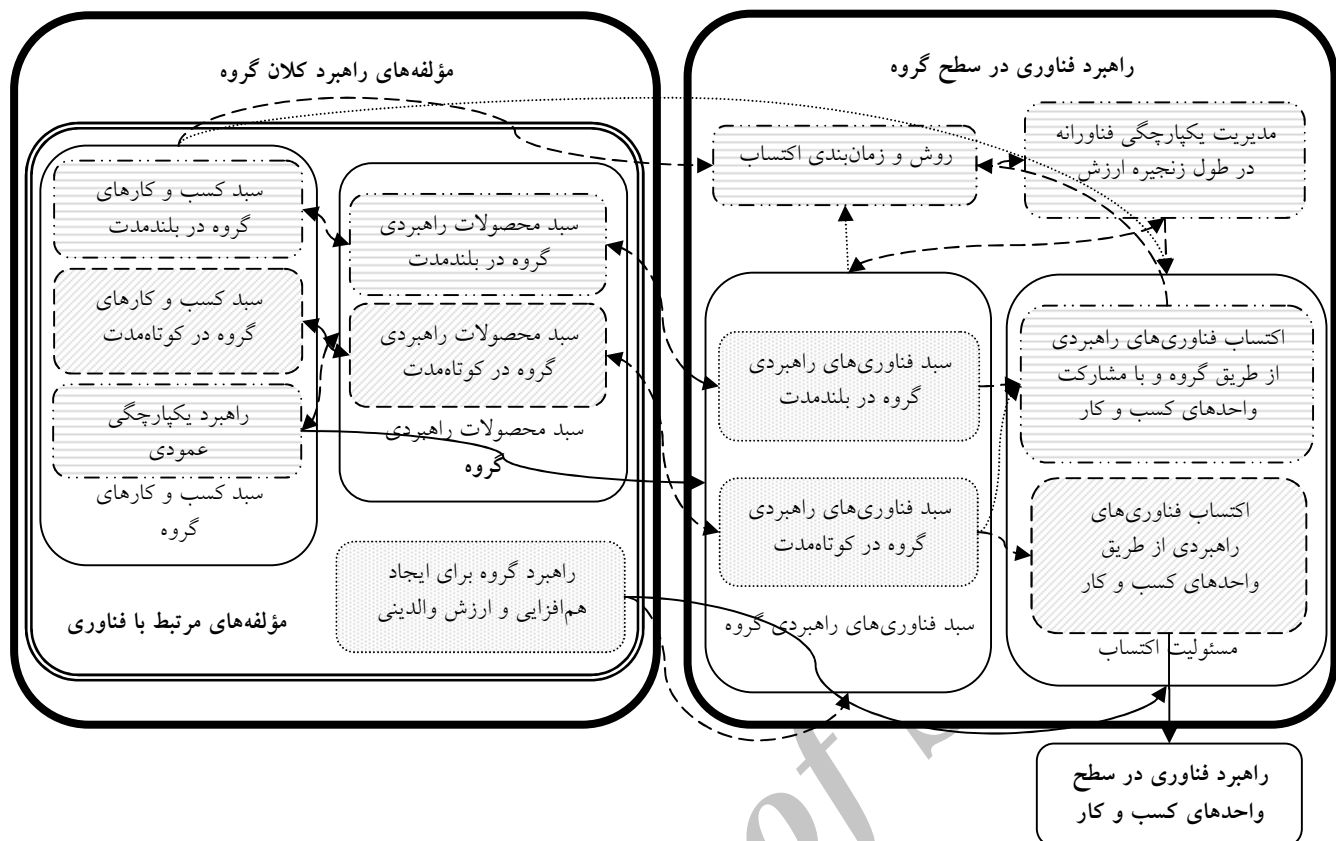 راهبرد فناوری در سطح گروه
مدیریت یکپارچگی فناورانه
در طول زنجیره ارزش
روش و زمان‌بندی اکتساب
اکتساب فناوری‌های راهبردی
از طریق گروه و با مشارکت
واحدهای کسب و کار
اکتساب فناوری‌های
راهبردی از طریق
واحدهای کسب و کار
مسئولیت اکتساب
سبد فناوری‌های راهبردی
گروه در بلندمدت
سبد فناوری‌های راهبردی
گروه در کوتاه‌مدت
سبد فناوری‌های راهبردی گروه
راهبرد فناوری در سطح
واحدهای کسب و کار
مؤلفه‌های راهبرد کلان گروه
سبد محصولات راهبردی
گروه در بلندمدت
سبد محصولات راهبردی
گروه در کوتاه‌مدت
سبد محصولات راهبردی
گروه
سبد کسب و کارهای
گروه در بلندمدت
سبد کسب و کارهای
گروه در کوتاه‌مدت
راهبرد یکپارچگی
عمودی
سبد کسب و کارهای
گروه
راهبرد گروه برای ایجاد
هم‌افزایی و ارزش والدینی
مؤلفه‌های مرتبط با فناوری
of